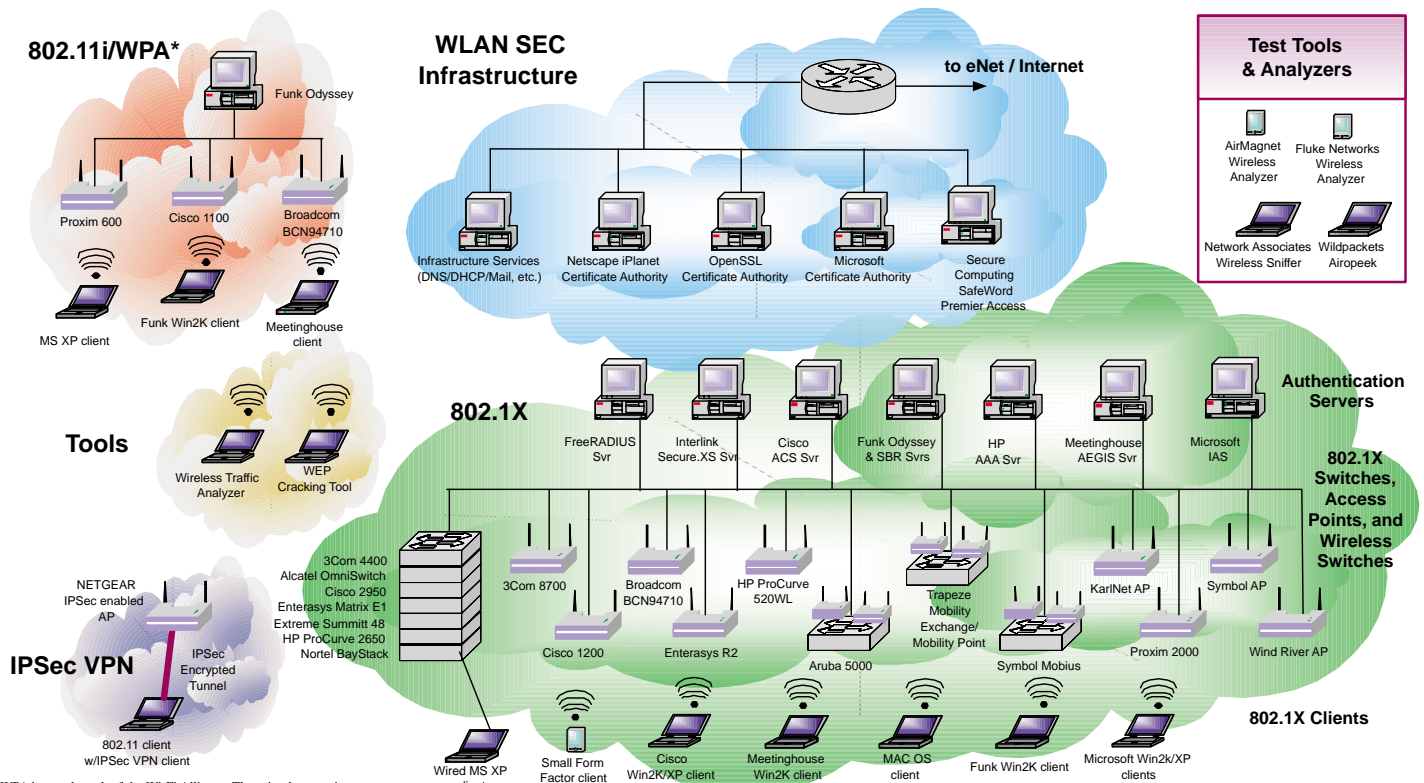 802.11i/WPA*
Funk Odyssey
Proxim 600
Cisco 1100
Broadcom
BCN94710
MS XP client
Funk Win2K client
Meetinghouse
client
WLAN SEC
Infrastructure
to eNet / Internet
Infrastructure Services
(DNS/DHCP/Mail, etc.)
Netscape iPlanet
Certificate Authority
OpenSSL
Certificate Authority
Microsoft
Certificate Authority
Secure
Computing
SafeWord
Premier Access
Test Tools
& Analyzers
AirMagnet
Wireless
Analyzer
Fluke Networks
Wireless
Analyzer
Network Associates
Wireless Sniffer
Wildpackets
Airopeek
Tools
Wireless Traffic
Analyzer
WEP
Cracking Tool
802.1X
FreeRADIUS
Svr
Interlink
Secure.XS Svr
Cisco
ACS Svr
Funk Odyssey
& SBR Svrs
HP
AAA Svr
Meetinghouse
AEGIS Svr
Microsoft
IAS
Authentication
Servers
802.1X
Switches,
Access
Points, and
Wireless
Switches
3Com 4400
Alcatel OmniSwitch
Cisco 2950
Enterasys Matrix E1
Extreme Summitt 48
HP ProCurve 2650
Nortel BayStack
3Com 8700
Cisco 1200
Broadcom
BCN94710
Enterasys R2
HP ProCurve
520WL
Aruba 5000
Trapeze
Mobility
Exchange/
Mobility Point
Symbol Mobius
KarlNet AP
Proxim 2000
Symbol AP
Wind River AP
NETGEAR
IPSec enabled
AP
IPSec VPN
IPSec
Encrypted
Tunnel
802.11 client
w/IPSec VPN client
Wired MS XP
Small Form
Factor client
Cisco
Win2K/XP client
Meetinghouse
Win2K client
MAC OS
client
Funk Win2K client
Microsoft Win2k/XP
clients
802.1X Clients